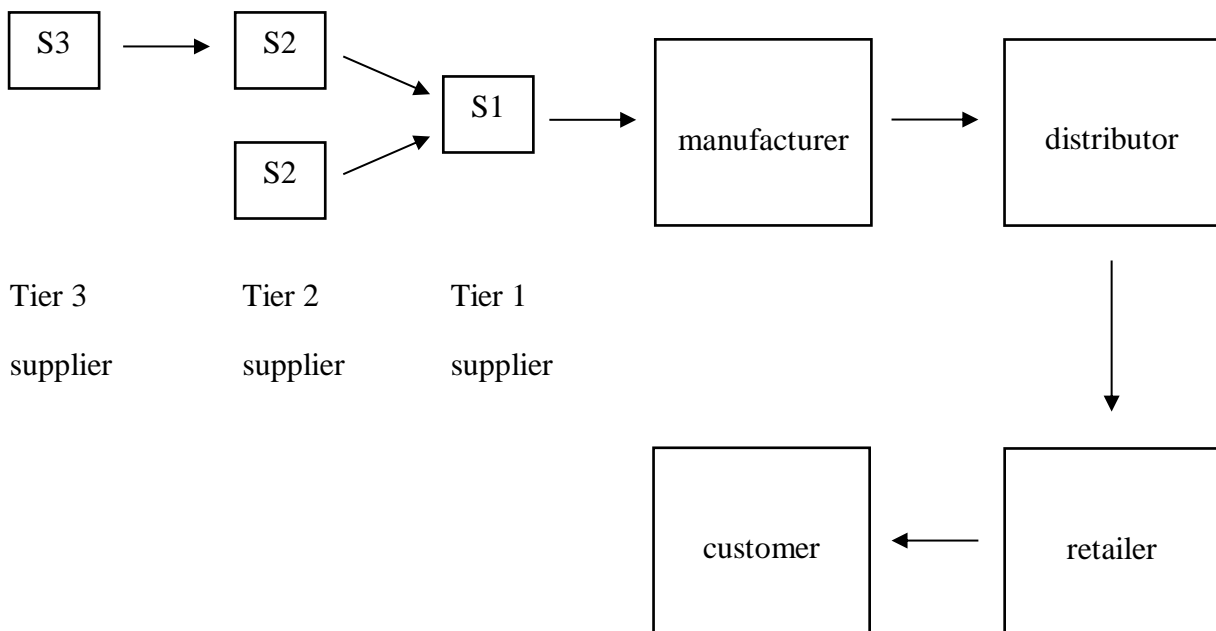 S3
S2
S1
S2
manufacturer
distributor
Tier 3
supplier
Tier 2
supplier
Tier 1
supplier
customer
retailer